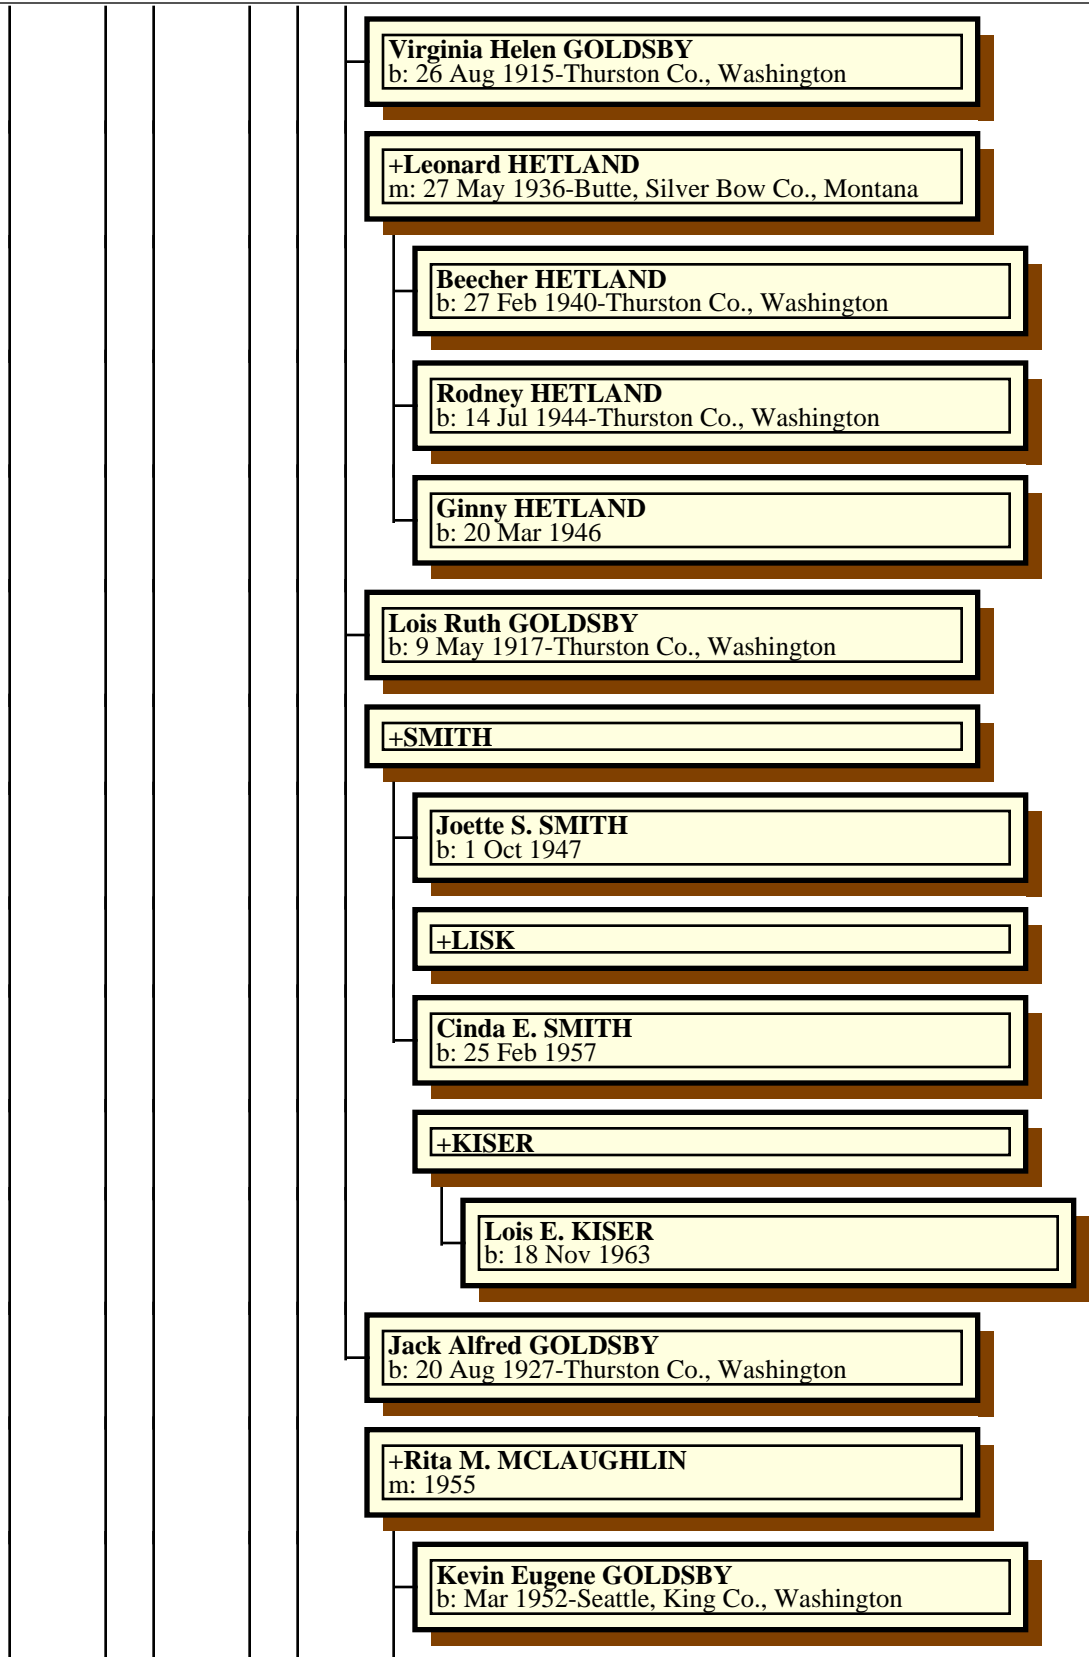 Virginia Helen GOLDSBY
b: 26 Aug 1915-Thurston Co., Washington
+Leonard HETLAND
m: 27 May 1936-Butte, Silver Bow Co., Montana
Beecher HETLAND
b: 27 Feb 1940-Thurston Co., Washington
Rodney HETLAND
b: 14 Jul 1944-Thurston Co., Washington
Ginny HETLAND
b: 20 Mar 1946
Lois Ruth GOLDSBY
b: 9 May 1917-Thurston Co., Washington
+SMITH
Joette S. SMITH
b: 1 Oct 1947
+LISK
Cinda E. SMITH
b: 25 Feb 1957
+KISER
Lois E. KISER
b: 18 Nov 1963
Jack Alfred GOLDSBY
b: 20 Aug 1927-Thurston Co., Washington
+Rita M. MCLAUGHLIN
m: 1955
Kevin Eugene GOLDSBY
b: Mar 1952-Seattle, King Co., Washington